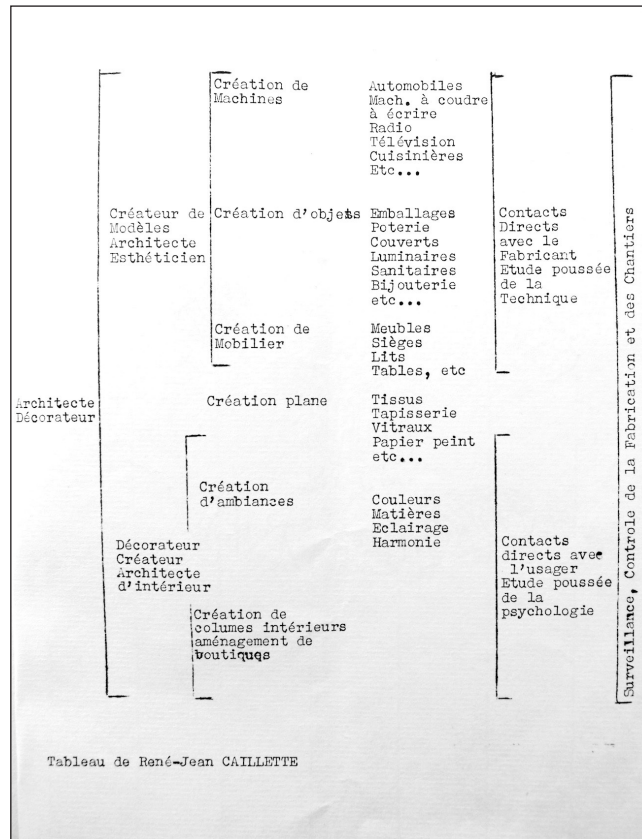 Création de
Machines
Automobiles
Mach. à coudre
à écrire
Radio
Télévision
Cuisinières
Etc...
Créateur de
Modèles
Architecte
Esthéticien
Création d'objets
Emballages
Poterie
Couverts
Luminaires
Sanitaires
Bijouterie
etc...
Contacts
Directs
avec le
Fabricant
Etude poussée
de la
Technique
Création de
Mobilier
Meubles
Sièges
Lits
Tables, etc
Architecte
Décorateur
Création plane
Tissus
Tapisserie
Vitraux
Papier peint
etc...
Création
d'ambiances
Couleurs
Matières
Eclairage
Harmonie
Décorateur
Créateur
Architecte
d'intérieur
Contacts
directs avec
l'usager
Etude poussée
de la
psychologie
Création de
columes intérieurs
aménagement de
boutiques
Surveillance, Controle de la Fabrication et des Chantiers
Tableau de René-Jean CAILLETTE